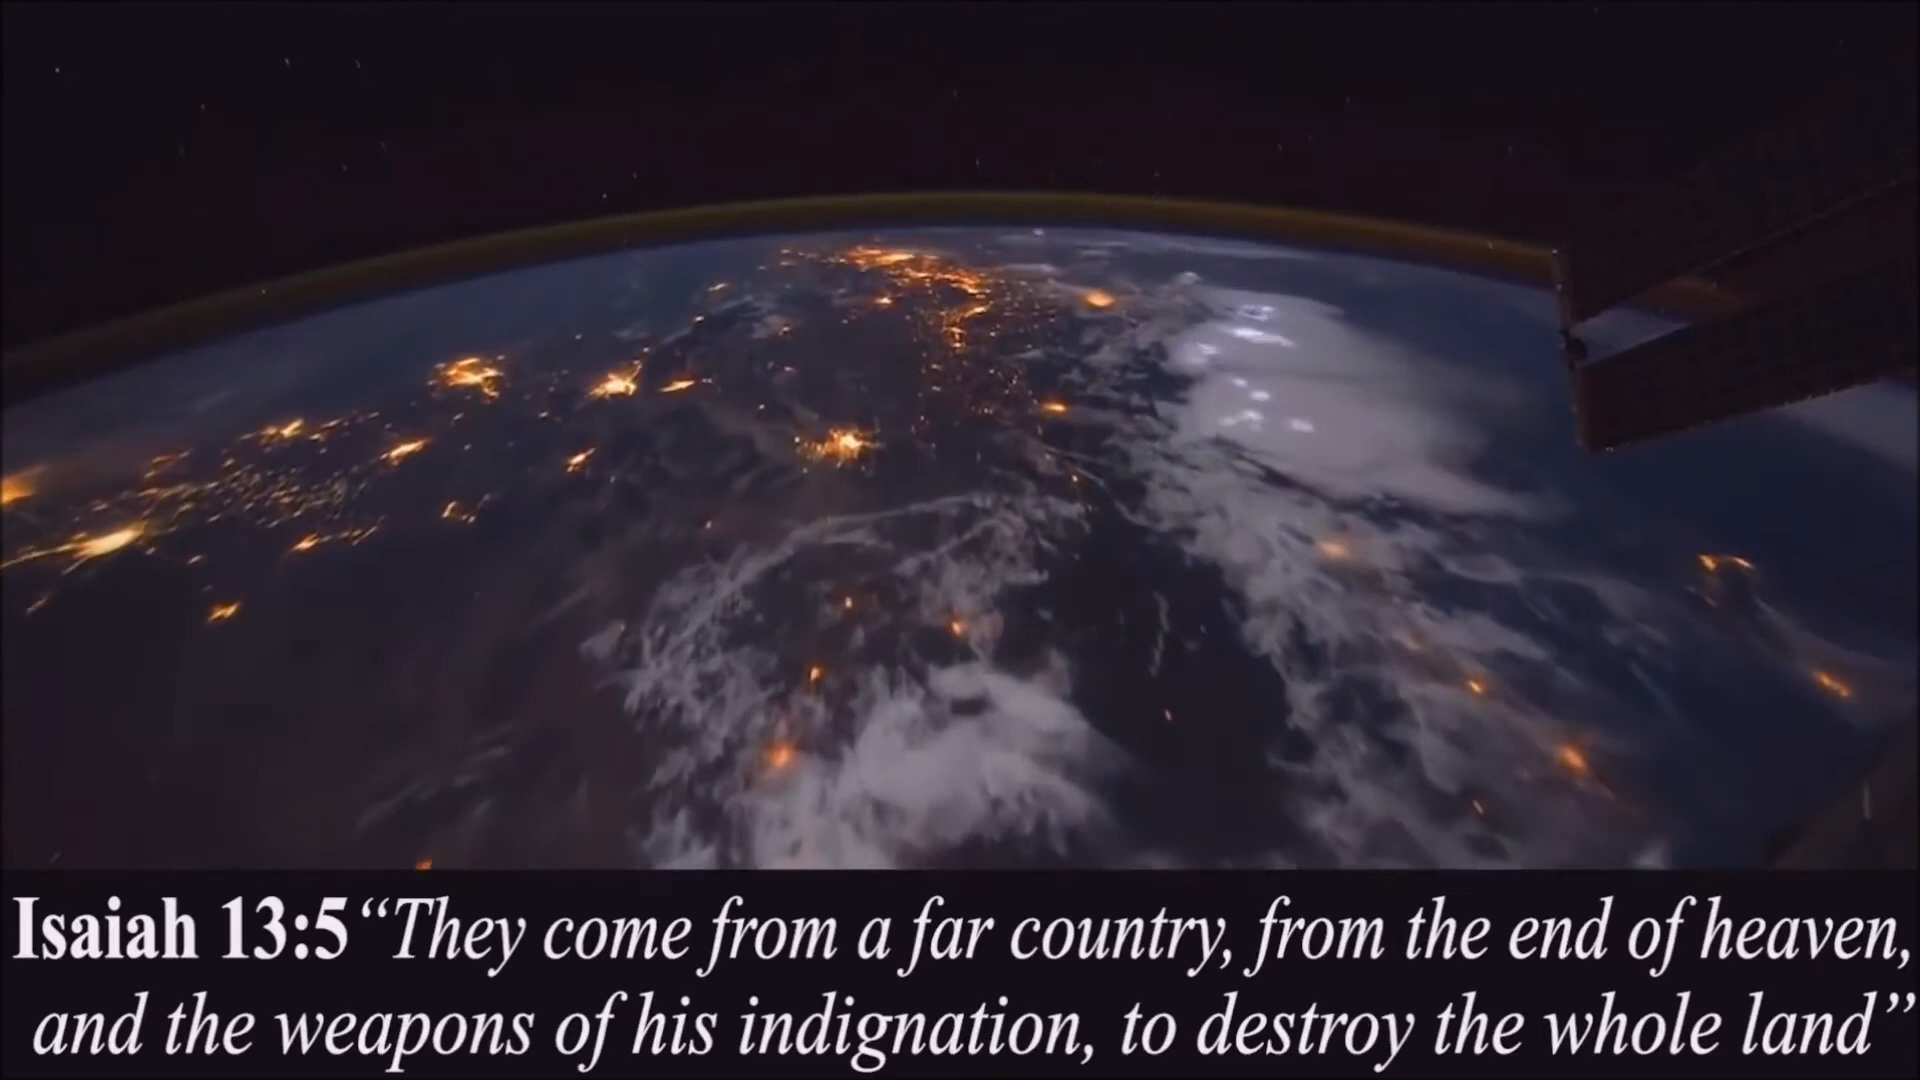 Isaiah 13:5 “They come from a far country, from the end of heaven,
and the weapons of his indignation, to destroy the whole land”